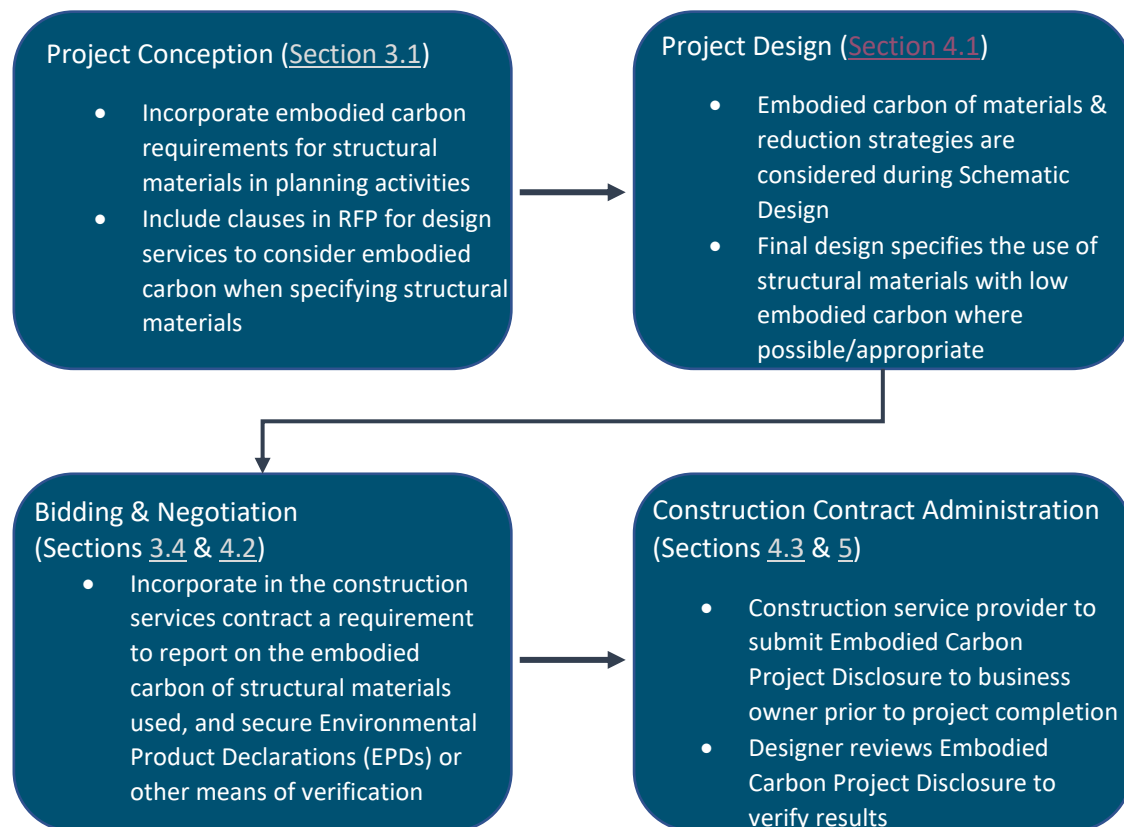 Project Conception (Section 3.1)
• Incorporate embodied carbon
requirements for structural
materials in planning activities
• Include clauses in RFP for design
services to consider embodied
carbon when specifying structural
materials
Project Design (Section 4.1)
• Embodied carbon of materials &
reduction strategies are
considered during Schematic
Design
• Final design specifies the use of
structural materials with low
embodied carbon where
possible/appropriate
Bidding & Negotiation
(Sections 3.4 & 4.2)
• Incorporate in the construction
services contract a requirement
to report on the embodied
carbon of structural materials
used, and secure Environmental
Product Declarations (EPDs) or
other means of verification
Construction Contract Administration
(Sections 4.3 & 5)
• Construction service provider to
submit Embodied Carbon
Project Disclosure to business
owner prior to project completion
• Designer reviews Embodied
Carbon Project Disclosure to
verify results